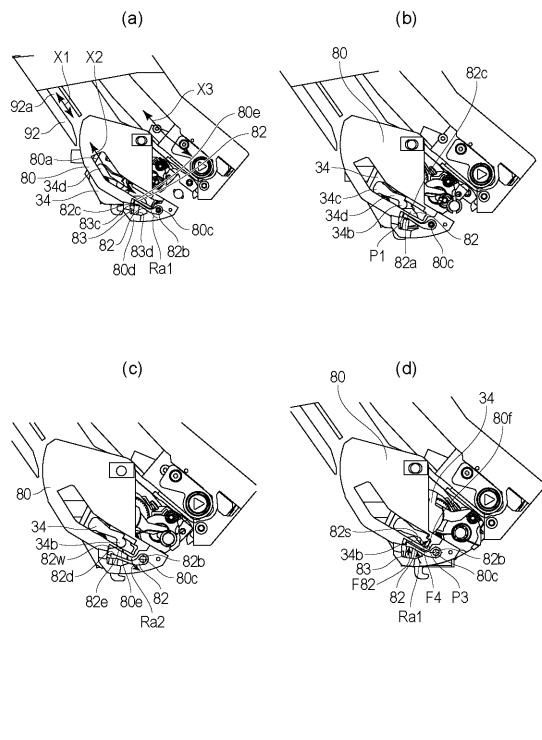 (a)
X1
X2
X3
92a
92
80e
82
80a
80
34d
34
82c
83c
83
82
80d
83d
Ra1
82b
80c
(b)
80
82c
34
34c
34d
34b
P1
82a
80c
82
(c)
80
34
34b
82w
82d
82e
80e
Ra2
82
80c
82b
(d)
80
34
80f
82s
34b
83
F82
82
Ra1
F4
P3
80c
82b